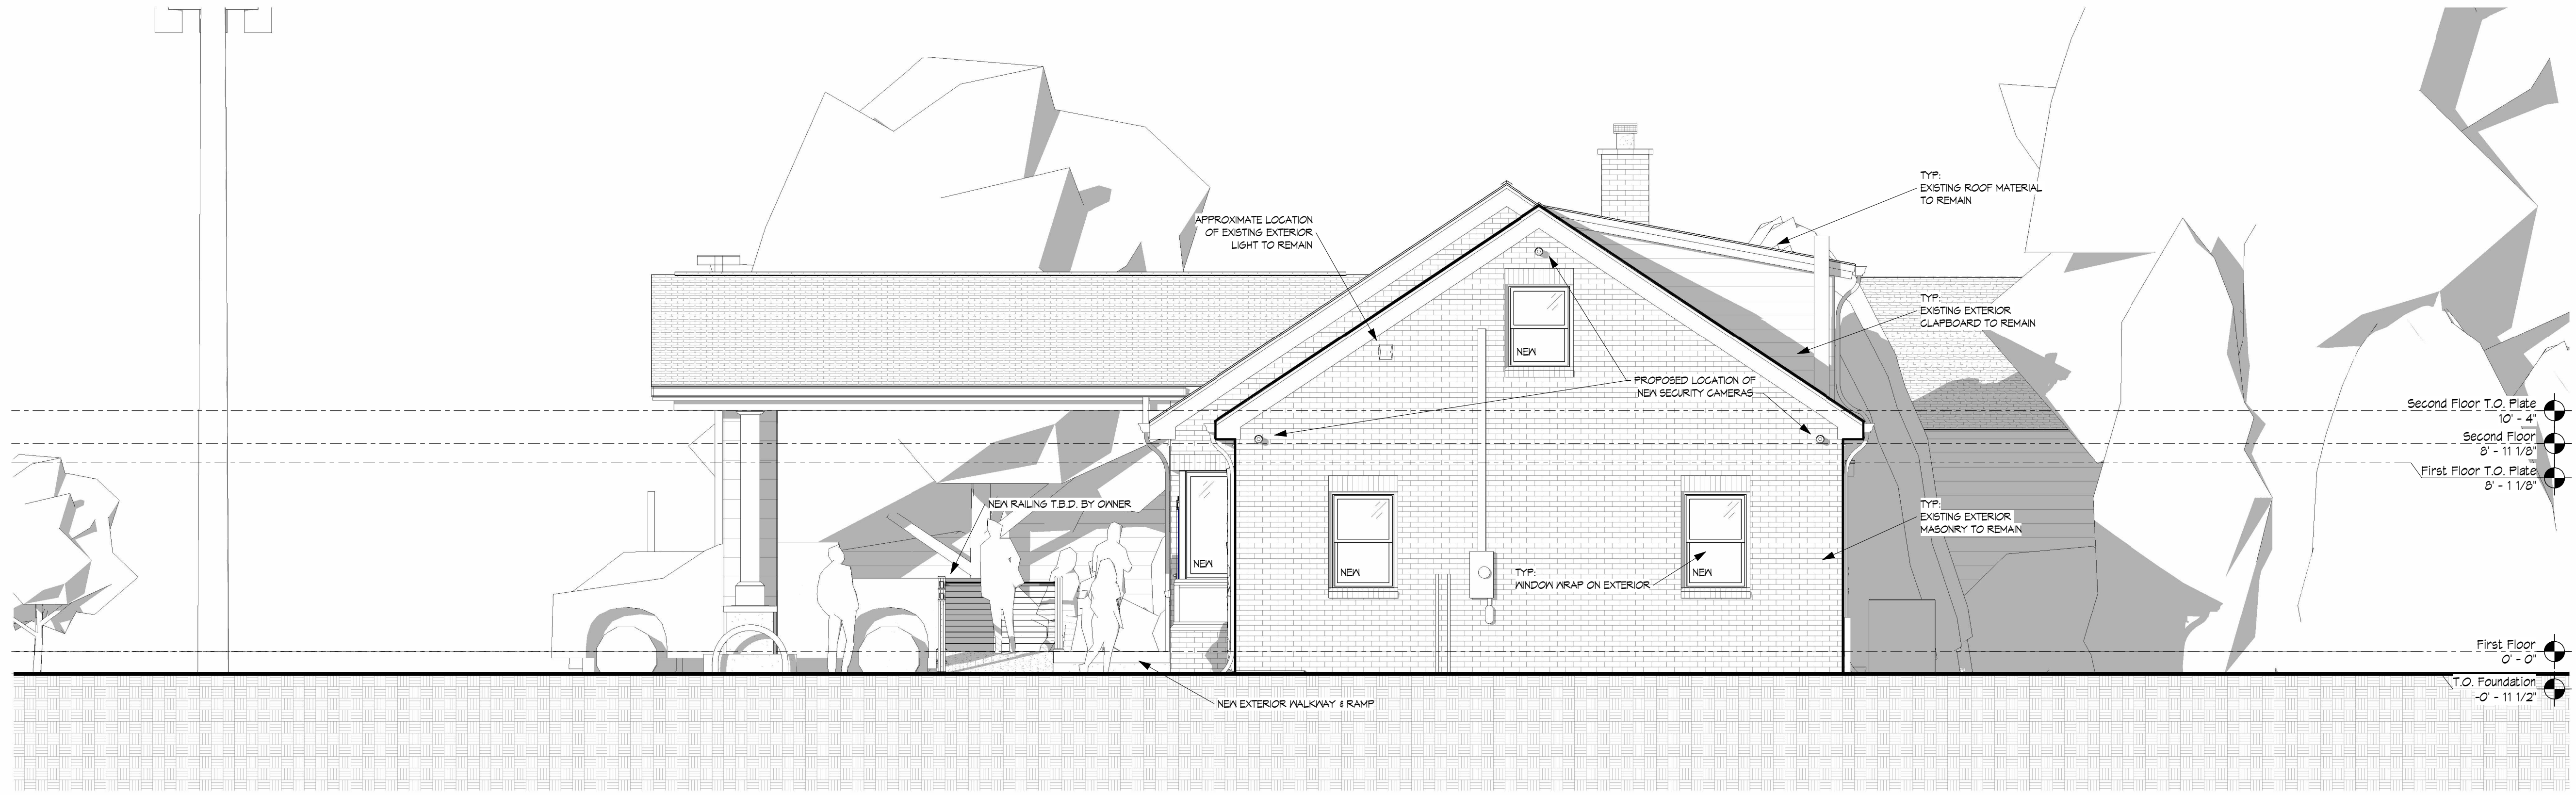 TYP:
EXISTING ROOF MATERIAL
TO REMAIN
APPROXIMATE LOCATION
OF EXISTING EXTERIOR
LIGHT TO REMAIN
TYP:
EXISTING EXTERIOR
CLAPBOARD TO REMAIN
NEW
PROPOSED LOCATION OF
NEW SECURITY CAMERAS
Second Floor T.O. Plate
10' - 4"
Second Floor
8' - 11 1/8"
First Floor T.O. Plate
8' - 1 1/8"
NEW RAILING T.B.D. BY OWNER
TYP:
EXISTING EXTERIOR
MASONRY TO REMAIN
NEW
NEW
NEW
TYP:
WINDOW WRAP ON EXTERIOR
First Floor
0' - 0"
T.O. Foundation
-0' - 11 1/2"
NEW EXTERIOR WALKWAY & RAMP